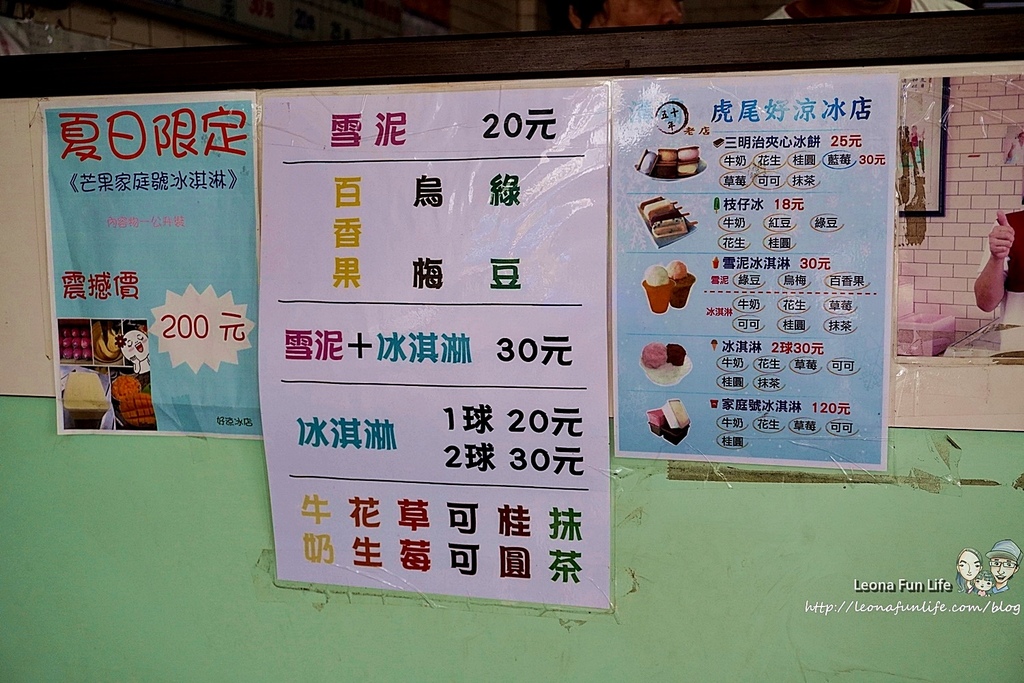 夏日限定
《芒果家庭號冰淇淋》
內容物一公升裝
震撼價
200 元
好涼冰店
雪泥 20元
百香果 烏梅 綠豆
雪泥+冰淇淋 30元
冰淇淋 1球 20元
2球 30元
牛奶 花生 草莓 可可 桂圓 抹茶
五十年老店
虎尾好涼冰店
三明治夾心冰餅 25元
牛奶 花生 桂圓 藍莓 30元
草莓 可可 抹茶
枝仔冰 18元
牛奶 紅豆 綠豆
花生 桂圓
雪泥冰淇淋 30元
雪泥 綠豆 烏梅 百香果
冰淇淋 牛奶 花生 草莓
可可 桂圓 抹茶
冰淇淋 2球30元
牛奶 花生 草莓 可可
桂圓 抹茶
家庭號冰淇淋 120元
牛奶 花生 草莓 可可
桂圓
Leona Fun Life
http://leonafunlife.com/blog